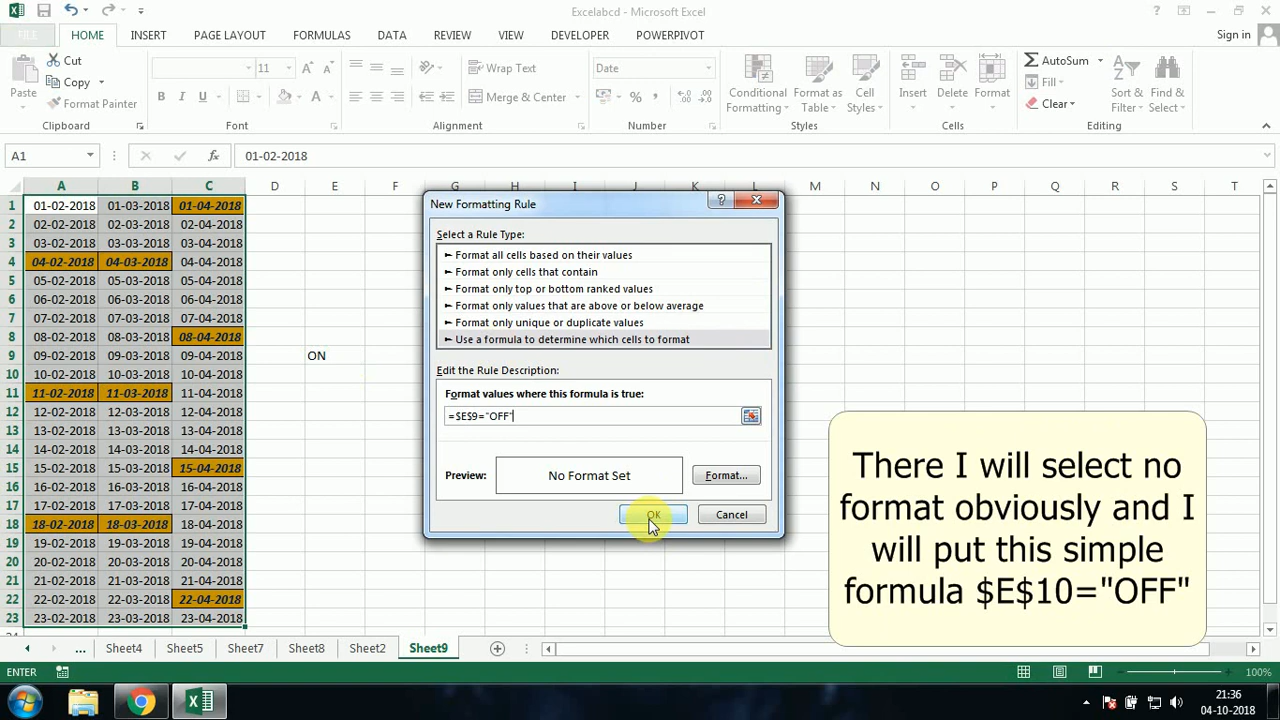 Excelabcd - Microsoft Excel
FILE HOME INSERT PAGE LAYOUT FORMULAS DATA REVIEW VIEW DEVELOPER POWERPIVOT Sign in
Paste
Cut
Copy
Format Painter
11
Wrap Text
Merge & Center
Date
Conditional Formatting
Format as Table
Cell Styles
Insert
Delete
Format
AutoSum
Fill
Clear
Sort & Filter
Find & Select
Clipboard Font Alignment Number Styles Cells Editing
A1 fx 01-02-2018
A B C D E F G H I J K L M N O P Q R S T
1 01-02-2018 01-03-2018 01-04-2018
2 02-02-2018 02-03-2018 02-04-2018
3 03-02-2018 03-03-2018 03-04-2018
4 04-02-2018 04-03-2018 04-04-2018
5 05-02-2018 05-03-2018 05-04-2018
6 06-02-2018 06-03-2018 06-04-2018
7 07-02-2018 07-03-2018 07-04-2018
8 08-02-2018 08-03-2018 08-04-2018
9 09-02-2018 09-03-2018 09-04-2018 ON
10 10-02-2018 10-03-2018 10-04-2018
11 11-02-2018 11-03-2018 11-04-2018
12 12-02-2018 12-03-2018 12-04-2018
13 13-02-2018 13-03-2018 13-04-2018
14 14-02-2018 14-03-2018 14-04-2018
15 15-02-2018 15-03-2018 15-04-2018
16 16-02-2018 16-03-2018 16-04-2018
17 17-02-2018 17-03-2018 17-04-2018
18 18-02-2018 18-03-2018 18-04-2018
19 19-02-2018 19-03-2018 19-04-2018
20 20-02-2018 20-03-2018 20-04-2018
21 21-02-2018 21-03-2018 21-04-2018
22 22-02-2018 22-03-2018 22-04-2018
23 23-02-2018 23-03-2018 23-04-2018
New Formatting Rule
Select a Rule Type:
► Format all cells based on their values
► Format only cells that contain
► Format only top or bottom ranked values
► Format only values that are above or below average
► Format only unique or duplicate values
► Use a formula to determine which cells to format
Edit the Rule Description:
Format values where this formula is true:
=$E$9="OFF"
Preview: No Format Set Format...
OK Cancel
There I will select no
format obviously and I
will put this simple
formula $E$10="OFF"
... Sheet4 Sheet5 Sheet7 Sheet8 Sheet2 Sheet9
ENTER 100%
21:36
04-10-2018